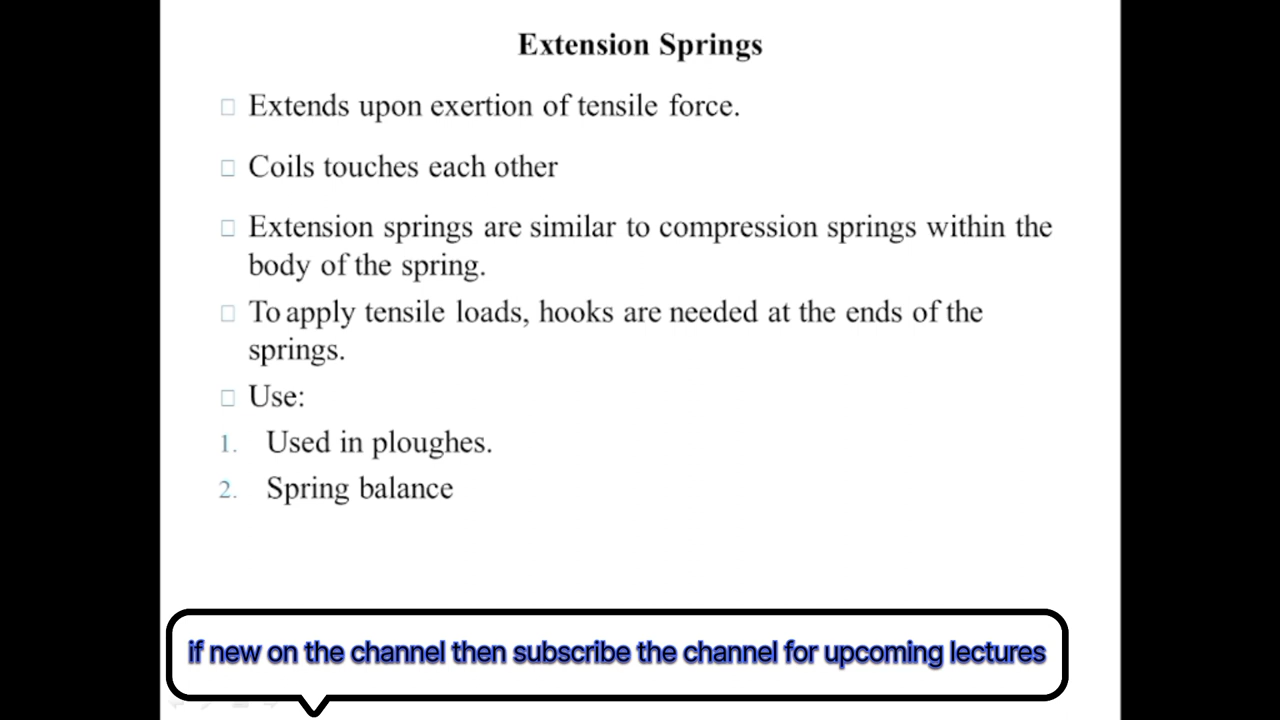 Extension Springs
Extends upon exertion of tensile force.
Coils touches each other
Extension springs are similar to compression springs within the
body of the spring.
To apply tensile loads, hooks are needed at the ends of the
springs.
Use:
1. Used in ploughes.
2. Spring balance
if new on the channel then subscribe the channel for upcoming lectures